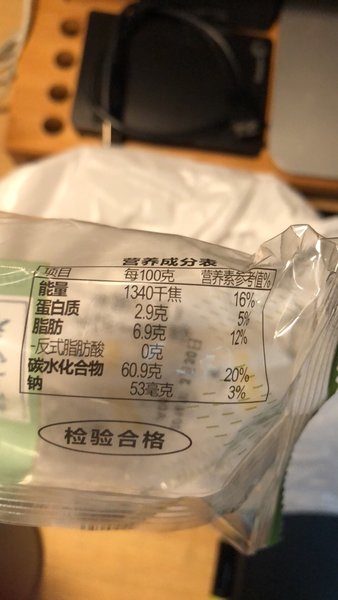 营养成分表
项目 每100克 营养素参考值%
能量 1340千焦 16%
蛋白质 2.9克 5%
脂肪 6.9克 12%
-反式脂肪酸 0克
碳水化合物 60.9克 20%
钠 53毫克 3%
检验合格